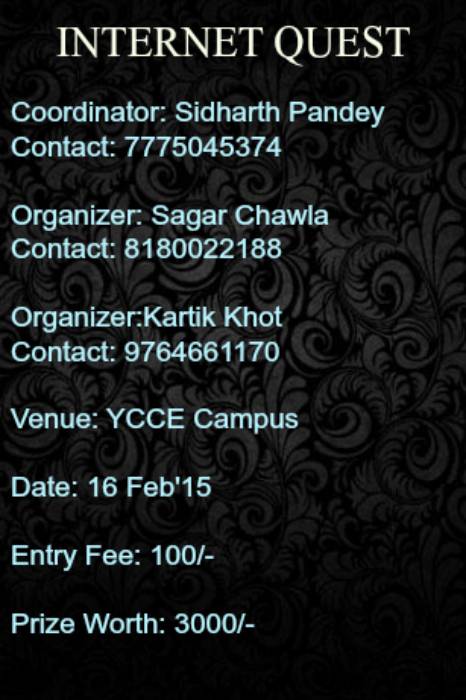 INTERNET QUEST
Coordinator: Sidharth Pandey
Contact: 7775045374
Organizer: Sagar Chawla
Contact: 8180022188
Organizer:Kartik Khot
Contact: 9764661170
Venue: YCCE Campus
Date: 16 Feb'15
Entry Fee: 100/-
Prize Worth: 3000/-